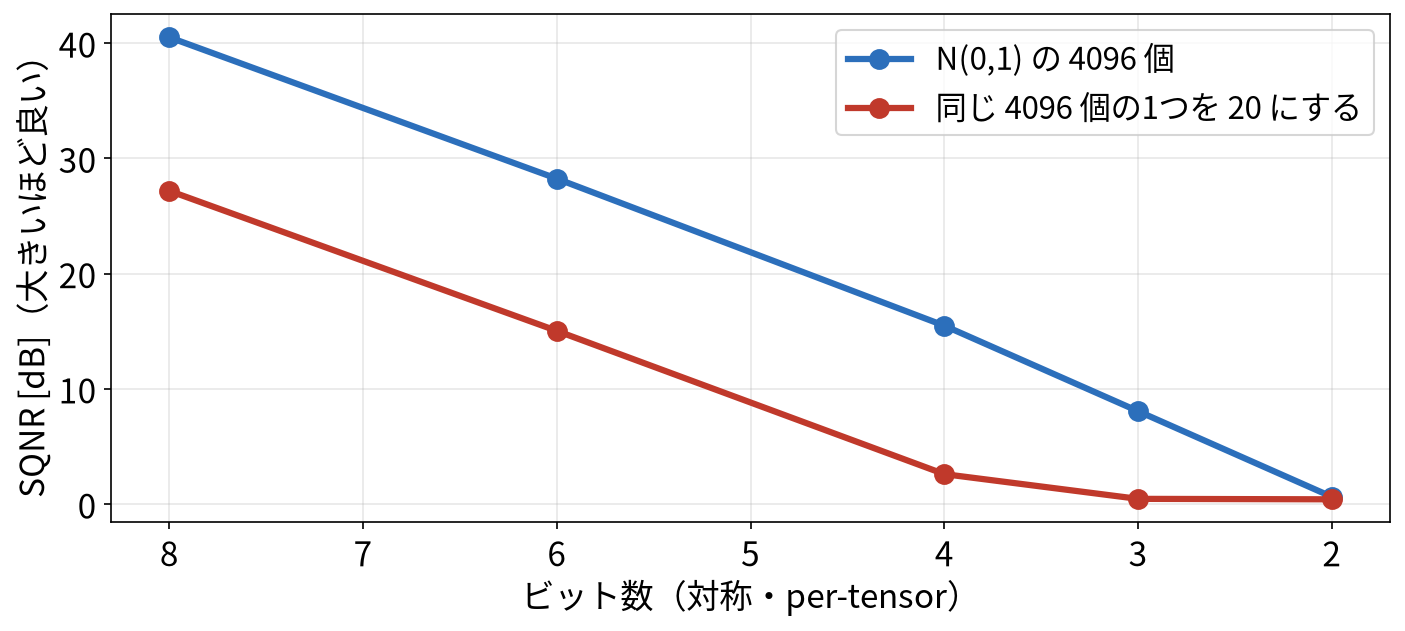 SQNR [dB] （大きいほど良い）
40
30
20
10
0
N(0,1) の 4096 個
同じ 4096 個の1つを 20 にする
8 7 6 5 4 3 2
ビット数（対称・per-tensor）